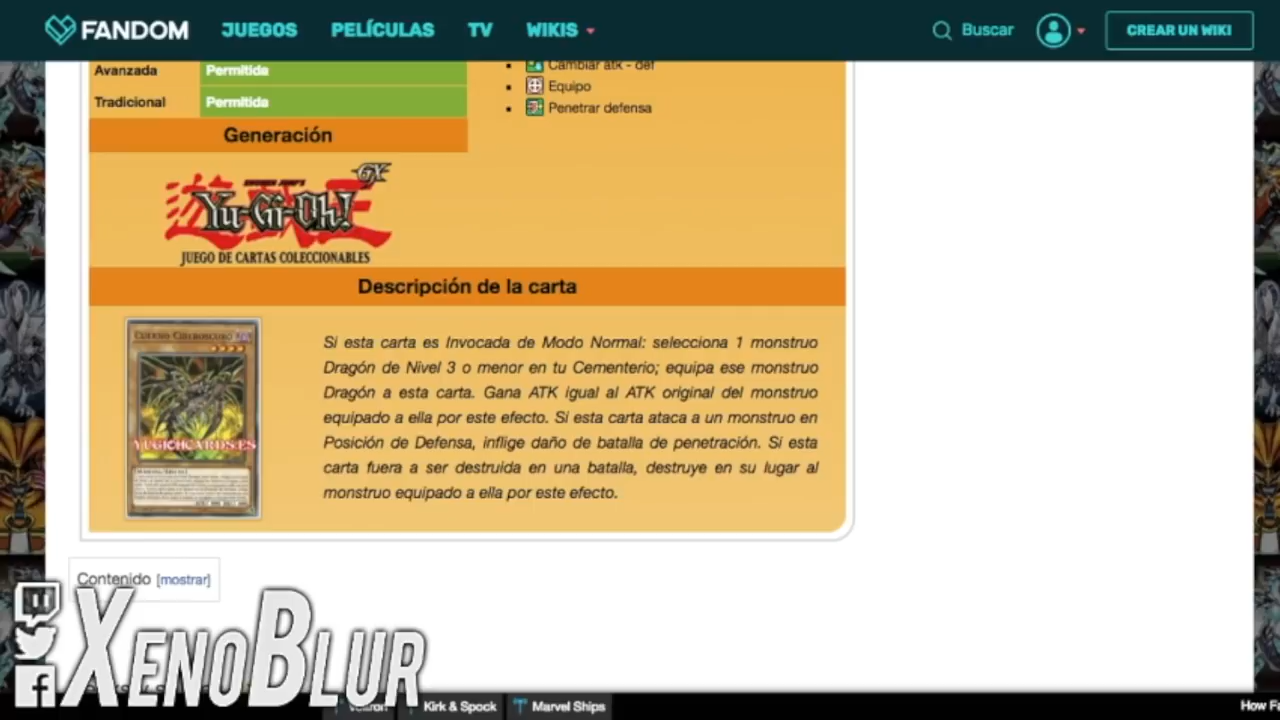 FANDOM JUEGOS PELÍCULAS TV WIKIS Buscar CREAR UN WIKI
Avanzada Permitida
Tradicional Permitida
Cambiar atk - def
Equipo
Penetrar defensa
Generación
GX
Yu-Gi-Oh!
JUEGO DE CARTAS COLECCIONABLES
Descripción de la carta
YUGIOHCARDS.ES
Si esta carta es Invocada de Modo Normal: selecciona 1 monstruo
Dragón de Nivel 3 o menor en tu Cementerio; equipa ese monstruo
Dragón a esta carta. Gana ATK igual al ATK original del monstruo
equipado a ella por este efecto. Si esta carta ataca a un monstruo en
Posición de Defensa, inflige daño de batalla de penetración. Si esta
carta fuera a ser destruida en una batalla, destruye en su lugar al
monstruo equipado a ella por este efecto.
Contenido [mostrar]
XENOBLUR
Kirk & Spock
Marvel Ships
How